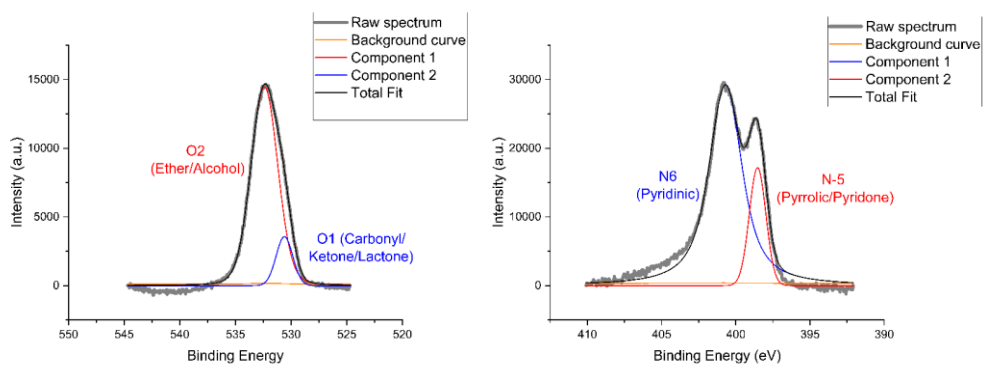 Raw spectrum
Background curve
Component 1
Component 2
Total Fit
15000
10000
5000
0
Intensity (a.u.)
O2
(Ether/Alcohol)
O1 (Carbonyl/
Ketone/Lactone)
550
545
540
535
530
525
520
Binding Energy
Raw spectrum
Background curve
Component 1
Component 2
Total Fit
30000
20000
10000
0
Intensity (a.u.)
N6
(Pyridinic)
N-5
(Pyrrolic/Pyridone)
410
405
400
395
390
Binding Energy (eV)